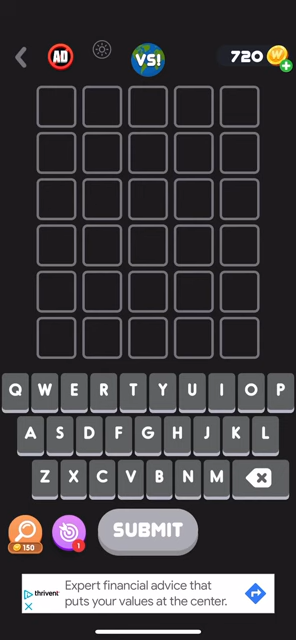 AD
VS!
720
W
Q W E R T Y U I O P
A S D F G H J K L
Z X C V B N M
150
1
SUBMIT
thrivent
Expert financial advice that
puts your values at the center.